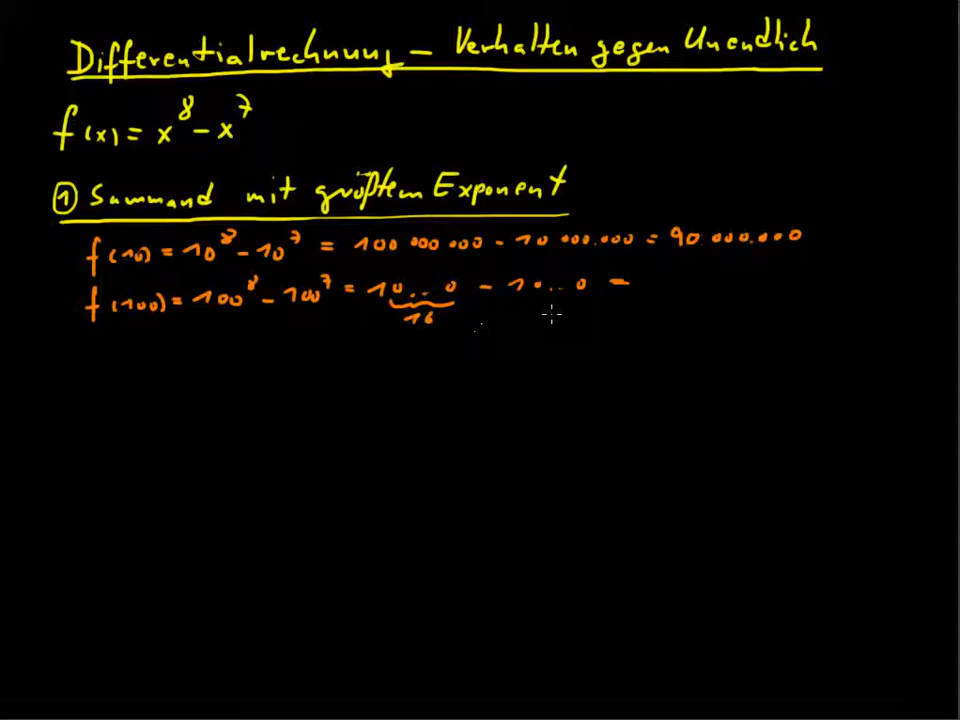 Differentialrechnung – Verhalten gegen Unendlich
f(x) = x⁸ – x⁷
① Summand mit größtem Exponent
f(10) = 10⁸ – 10⁷ = 100 000 000 – 10 000.000 = 90.000.000
f(100) = 100⁸ – 100⁷ = 10...0 – 10...0 =
16